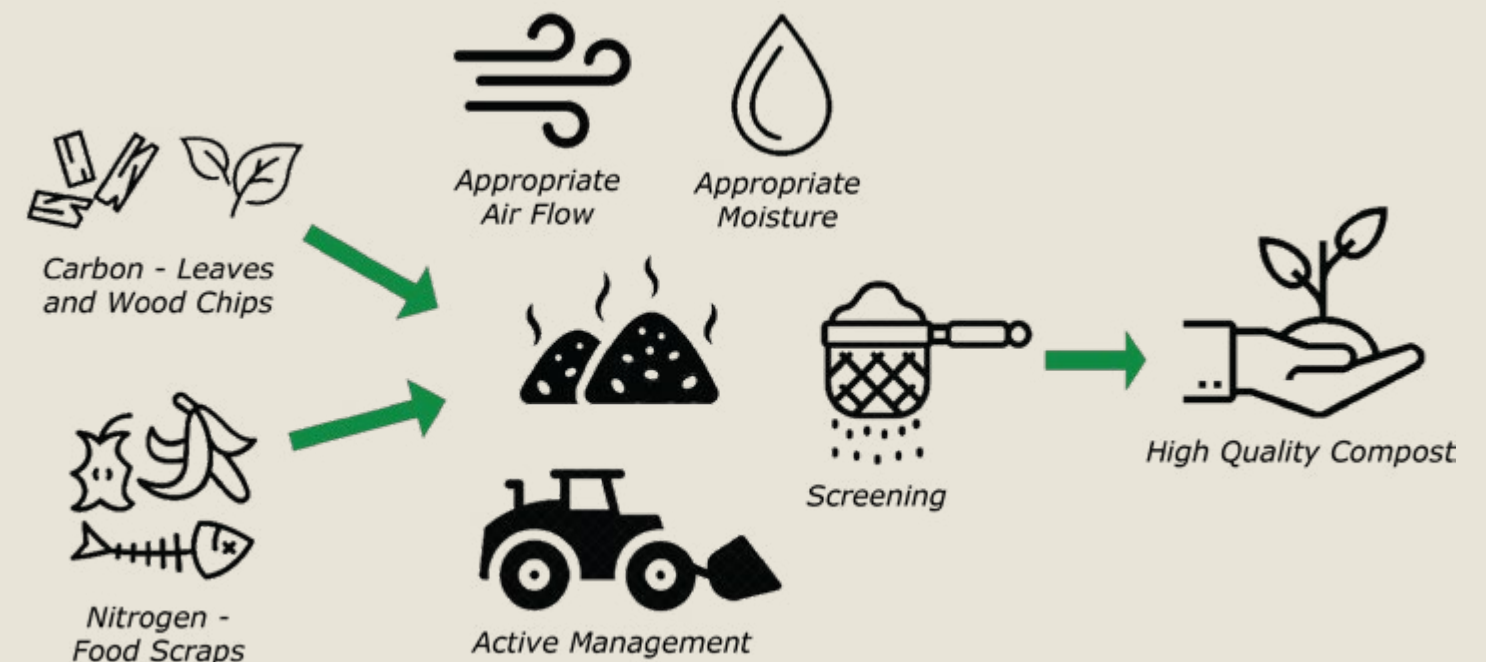 Appropriate
Air Flow
Appropriate
Moisture
Carbon - Leaves
and Wood Chips
Screening
High Quality Compost
Nitrogen -
Food Scraps
Active Management